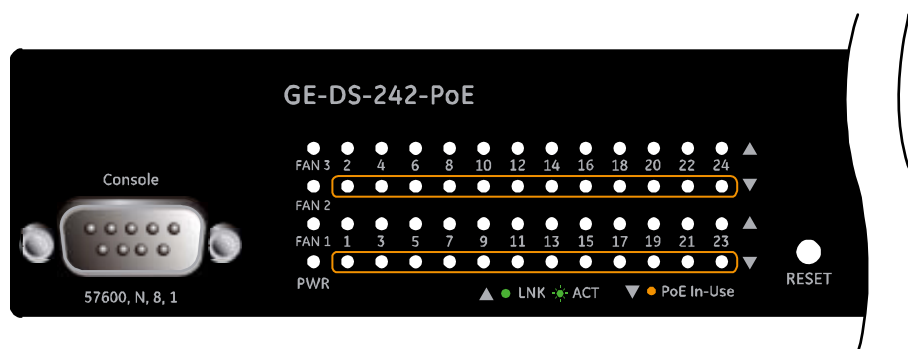 GE-DS-242-PoE
FAN 3 2 4 6 8 10 12 14 16 18 20 22 24
Console
FAN 2
FAN 1 1 3 5 7 9 11 13 15 17 19 21 23
PWR
RESET
57600, N, 8, 1
LNK ACT PoE In-Use